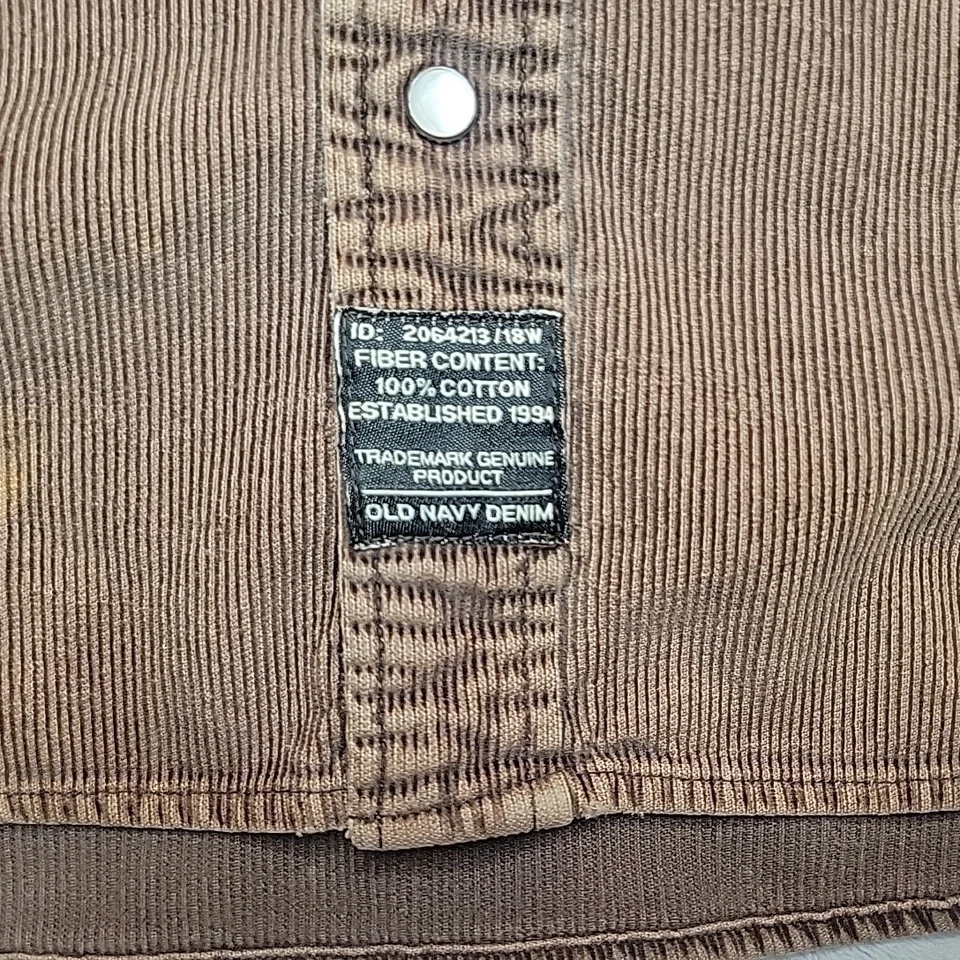 ID: 2064213/18W
FIBER CONTENT:
100% COTTON
ESTABLISHED 1994
TRADEMARK GENUINE
PRODUCT
OLD NAVY DENIM